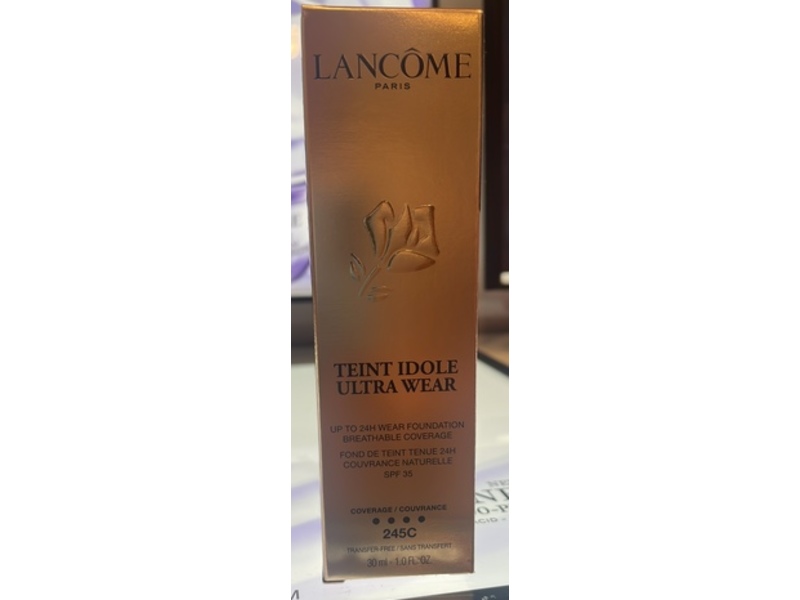 LANCÔME
PARIS
TEINT IDOLE
ULTRA WEAR
UP TO 24H WEAR FOUNDATION
BREATHABLE COVERAGE
FOND DE TEINT TENUE 24H
COUVRANCE NATURELLE
SPF 35
COVERAGE / COUVRANCE
245C
TRANSFER-FREE / SANS TRANSFERT
30 ml - 1.0 FL. OZ.